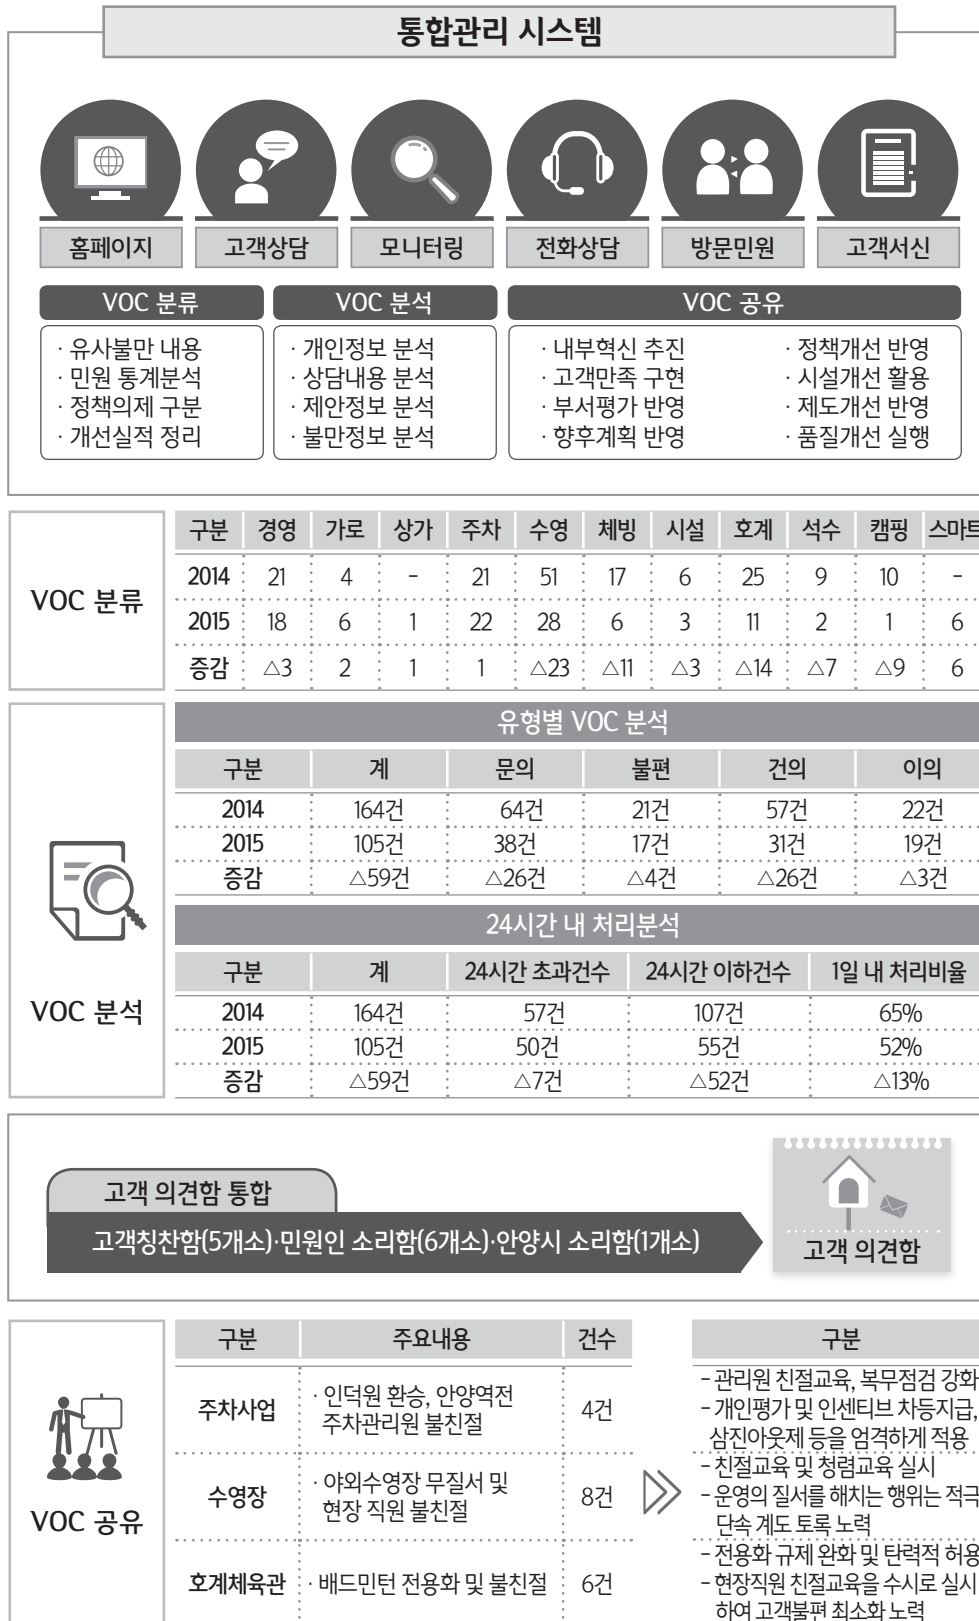 통합관리 시스템
홈페이지 고객상담 모니터링 전화상담 방문민원 고객서신
VOC 분류 VOC 분석 VOC 공유
· 유사불만 내용 · 개인정보 분석 · 내부혁신 추진 · 정책개선 반영
· 민원 통계분석 · 상담내용 분석 · 고객만족 구현 · 시설개선 활용
· 정책의제 구분 · 제안정보 분석 · 부서평가 반영 · 제도개선 반영
· 개선실적 정리 · 불만정보 분석 · 향후계획 반영 · 품질개선 실행
VOC 분류
구분 경영 가로 상가 주차 수영 체빙 시설 호계 석수 캠핑 스마트
2014 21 4 - 21 51 17 6 25 9 10 -
2015 18 6 1 22 28 6 3 11 2 1 6
증감 △3 2 1 1 △23 △11 △3 △14 △7 △9 6
VOC 분석
유형별 VOC 분석
구분 계 문의 불편 건의 이의
2014 164건 64건 21건 57건 22건
2015 105건 38건 17건 31건 19건
증감 △59건 △26건 △4건 △26건 △3건
24시간 내 처리분석
구분 계 24시간 초과건수 24시간 이하건수 1일 내 처리비율
2014 164건 57건 107건 65%
2015 105건 50건 55건 52%
증감 △59건 △7건 △52건 △13%
고객 의견함 통합
고객칭찬함(5개소)·민원인 소리함(6개소)·안양시 소리함(1개소)
고객 의견함
VOC 공유
구분 주요내용 건수
주차사업 · 인덕원 환승, 안양역전 4건
주차관리원 불친절
수영장 · 야외수영장 무질서 및 8건
현장 직원 불친절
호계체육관 · 배드민턴 전용화 및 불친절 6건
구분
- 관리원 친절교육, 복무점검 강화
- 개인평가 및 인센티브 차등지급,
삼진아웃제 등을 엄격하게 적용
- 친절교육 및 청렴교육 실시
- 운영의 질서를 해치는 행위는 적극
단속 계도 토록 노력
- 전용화 규제 완화 및 탄력적 허용
- 현장직원 친절교육을 수시로 실시
하여 고객불편 최소화 노력